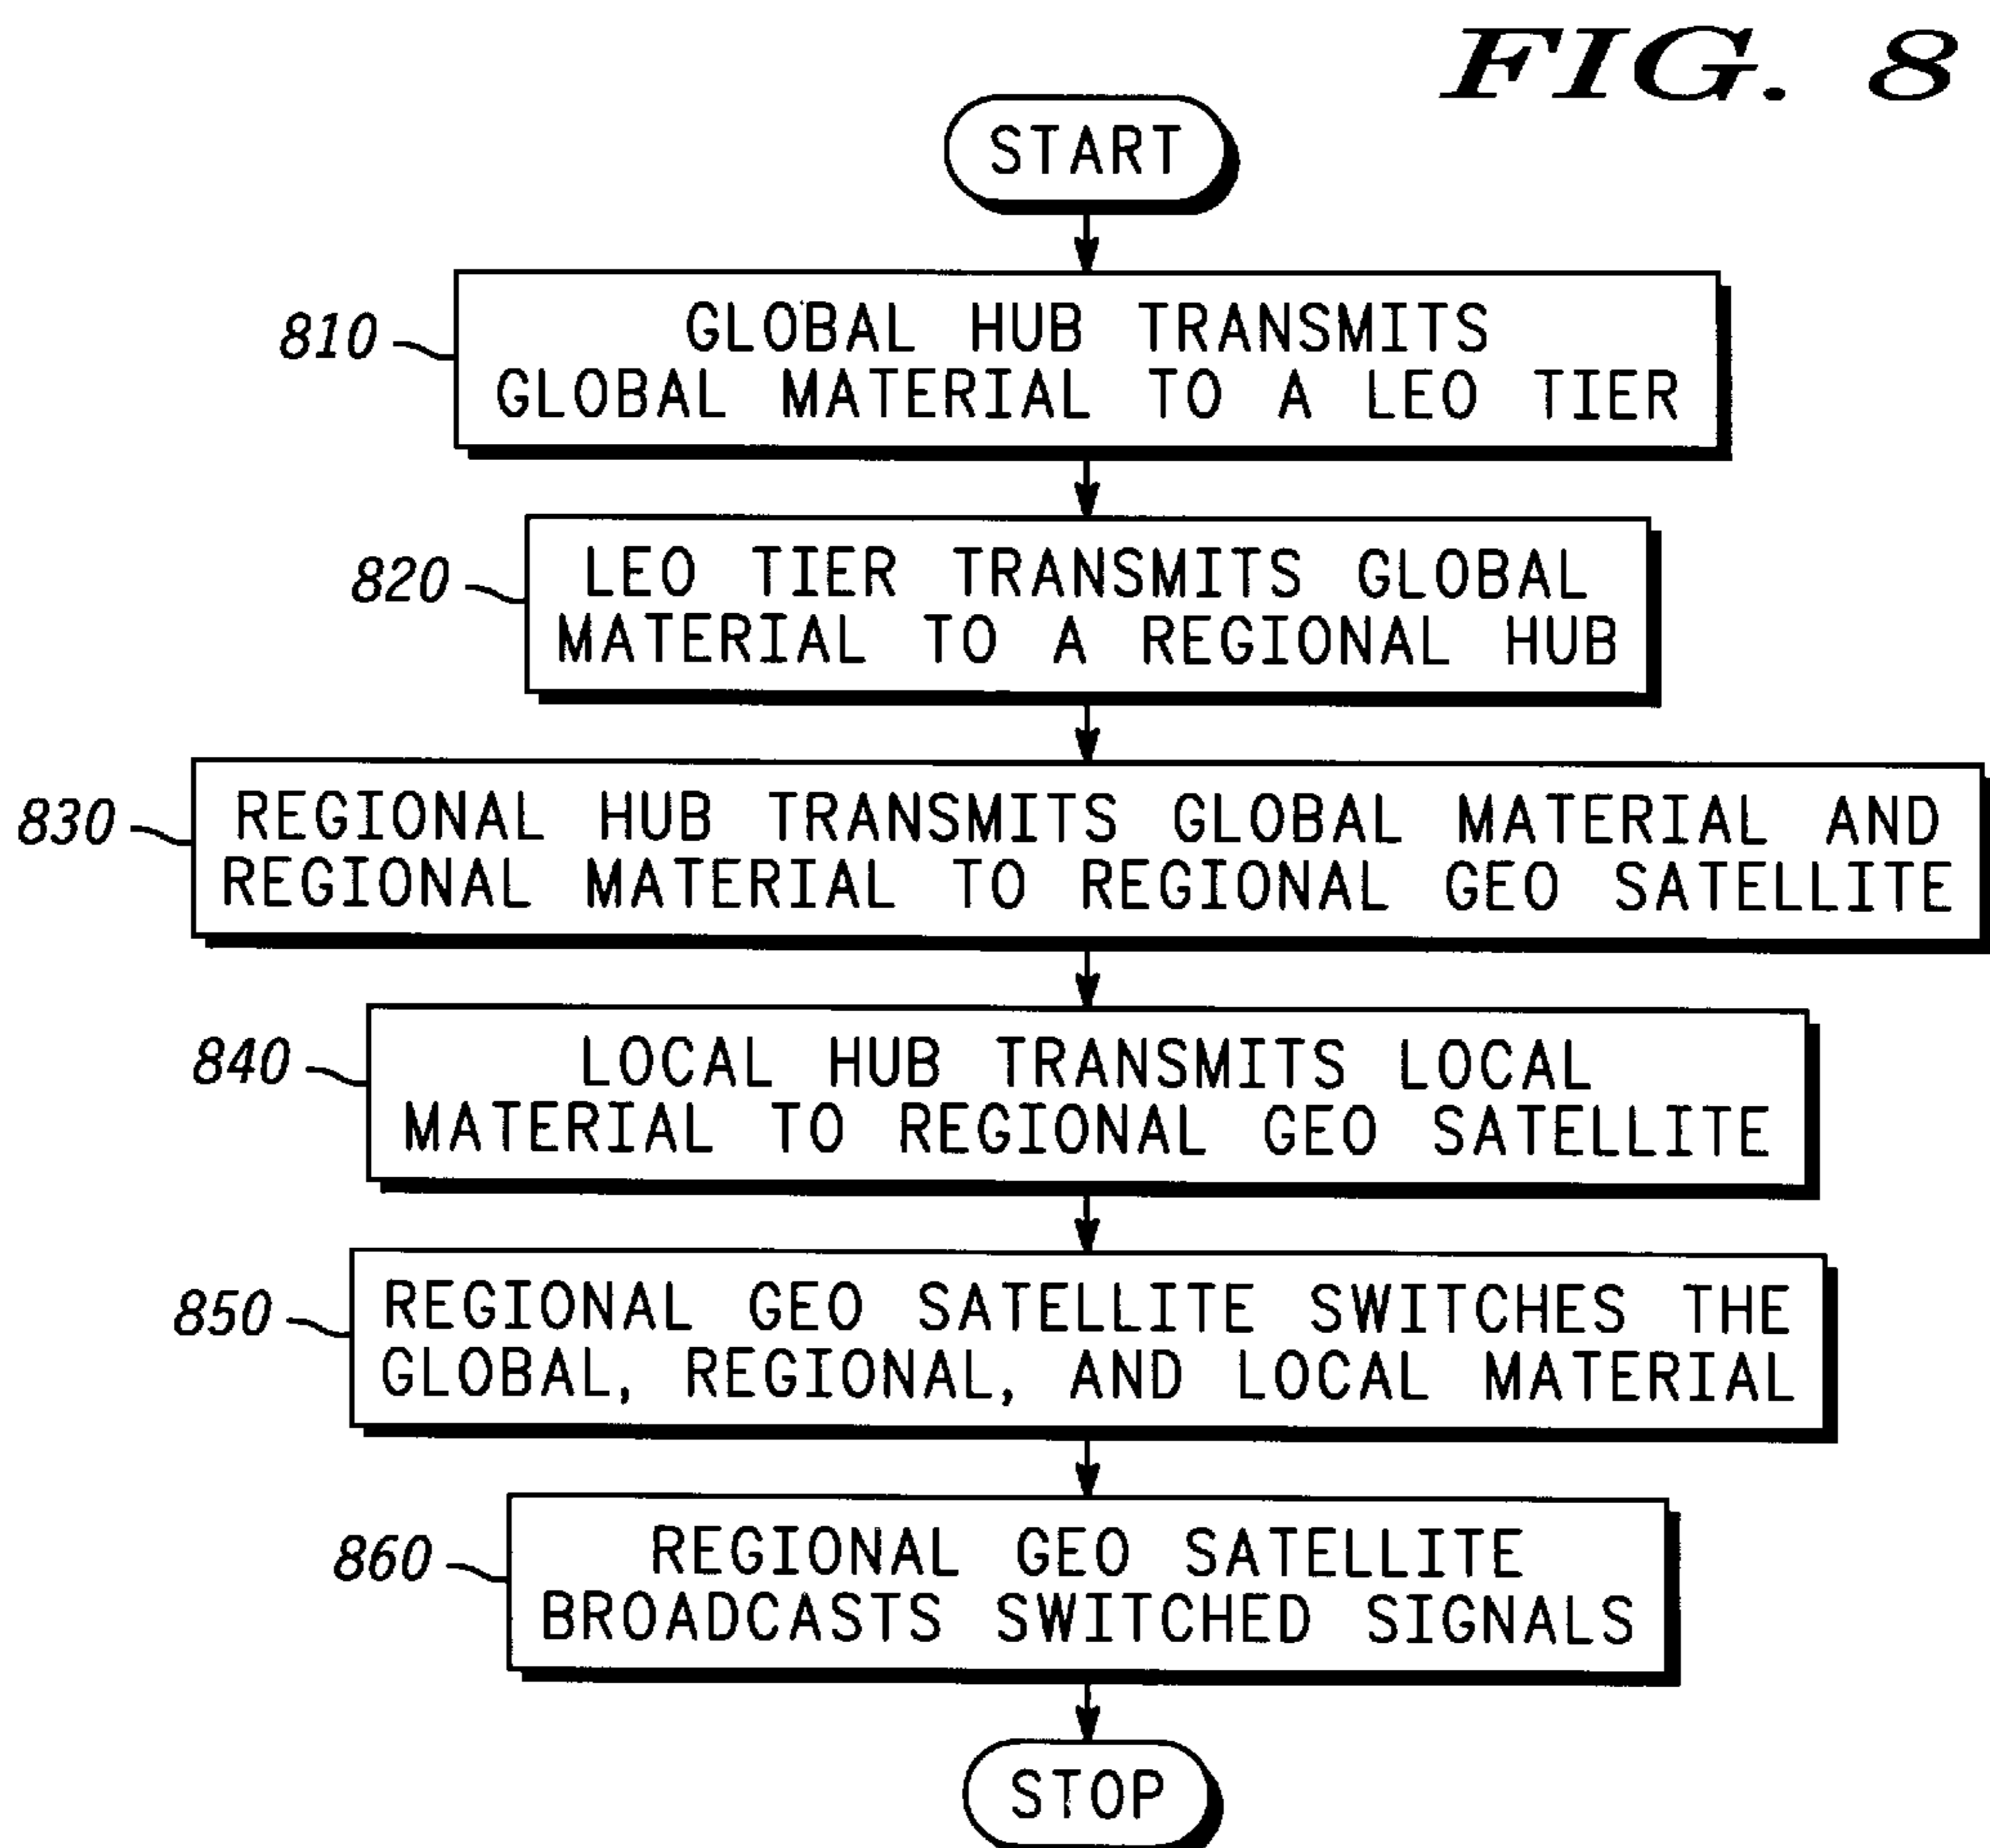 FIG. 8
START
810
GLOBAL HUB TRANSMITS
GLOBAL MATERIAL TO A LEO TIER
820
LEO TIER TRANSMITS GLOBAL
MATERIAL TO A REGIONAL HUB
830
REGIONAL HUB TRANSMITS GLOBAL MATERIAL AND
REGIONAL MATERIAL TO REGIONAL GEO SATELLITE
840
LOCAL HUB TRANSMITS LOCAL
MATERIAL TO REGIONAL GEO SATELLITE
850
REGIONAL GEO SATELLITE SWITCHES THE
GLOBAL, REGIONAL, AND LOCAL MATERIAL
860
REGIONAL GEO SATELLITE
BROADCASTS SWITCHED SIGNALS
STOP